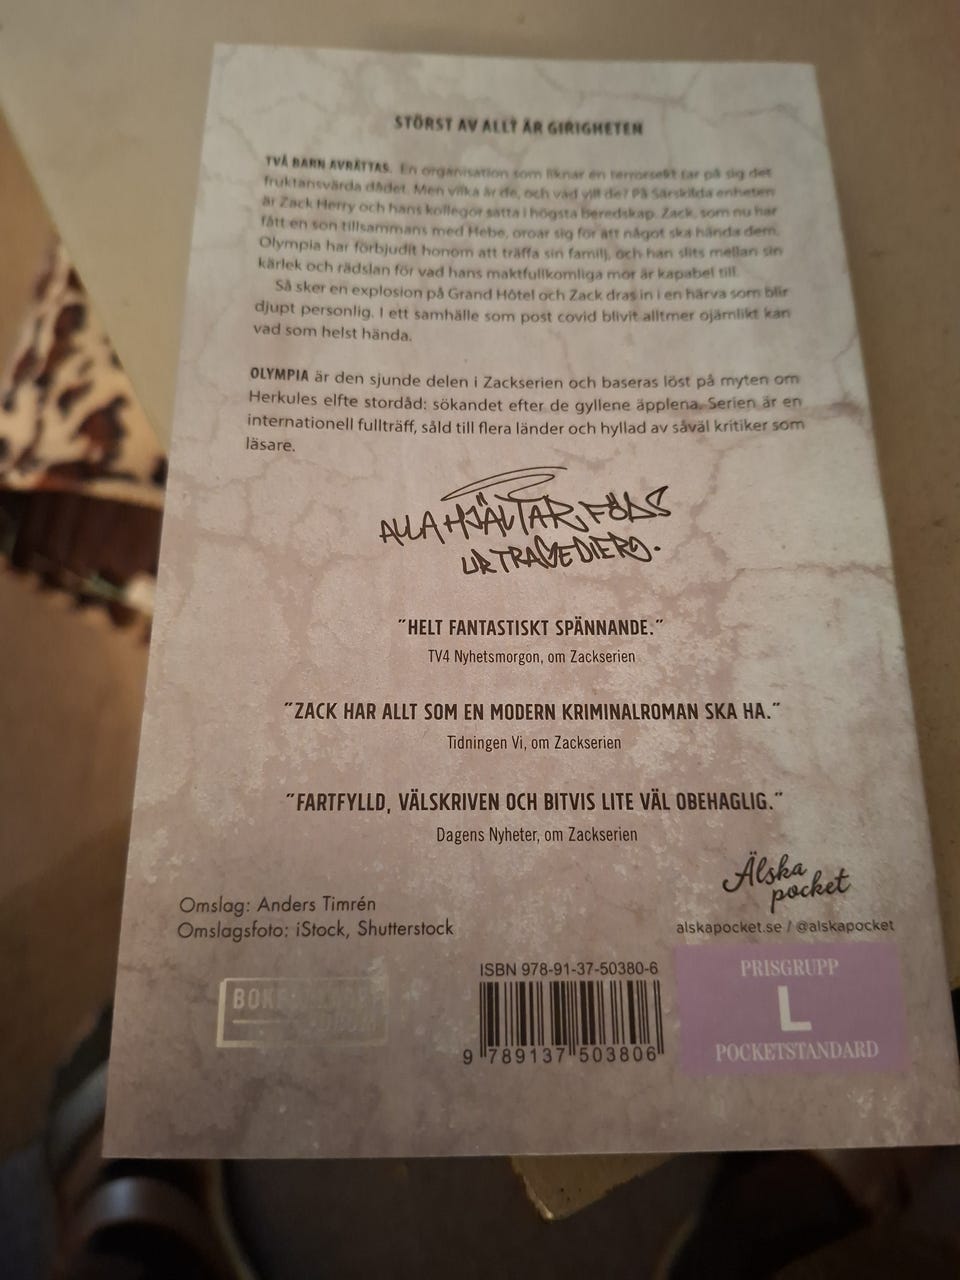 STÖRST AV ALLT ÄR GIRIGHETEN
TVÅ BARN AVRÄTTAS. En organisation som liknar en terrorsekt tar på sig det
fruktansvärda dådet. Men vilka är de, och vad vill de? På Särskilda enheten
är Zack Herry och hans kollegor satta i högsta beredskap. Zack, som nu har
fått en son tillsammans med Hebe, oroar sig för att något ska hända dem.
Olympia har förbjudit honom att träffa sin familj, och han slits mellan sin
kärlek och rädslan för vad hans maktfullkomliga mor är kapabel till.
Så sker en explosion på Grand Hôtel och Zack dras in i en härva som blir
djupt personlig. I ett samhälle som post covid blivit alltmer ojämlikt kan
vad som helst hända.
OLYMPIA är den sjunde delen i Zackserien och baseras löst på myten om
Herkules elfte stordåd: sökandet efter de gyllene äpplena. Serien är en
internationell fullträff, såld till flera länder och hyllad av såväl kritiker som
läsare.
ALLA HJÄLTAR FÖDS
UR TRAGEDIER.
"HELT FANTASTISKT SPÄNNANDE."
TV4 Nyhetsmorgon, om Zackserien
"ZACK HAR ALLT SOM EN MODERN KRIMINALROMAN SKA HA."
Tidningen Vi, om Zackserien
"FARTFYLLD, VÄLSKRIVEN OCH BITVIS LITE VÄL OBEHAGLIG."
Dagens Nyheter, om Zackserien
Älska
pocket
alskapocket.se / @alskapocket
Omslag: Anders Timrén
Omslagsfoto: iStock, Shutterstock
ISBN 978-91-37-50380-6
9 789137 503806
PRISGRUPP
L
POCKETSTANDARD